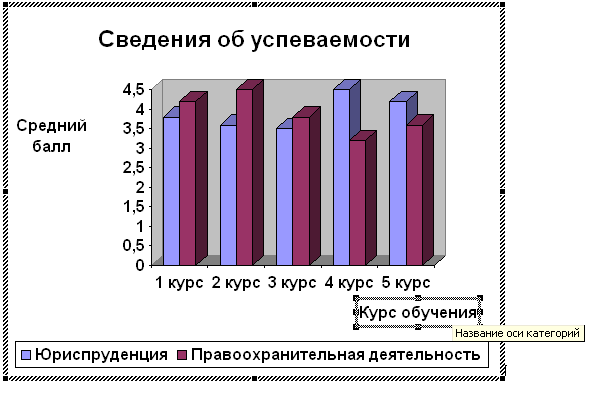 Сведения об успеваемости
Средний
балл
4,5
4
3,5
3
2,5
2
1,5
1
0,5
0
1 курс 2 курс 3 курс 4 курс 5 курс
Курс обучения
Название оси категорий
Юриспруденция Правоохранительная деятельность